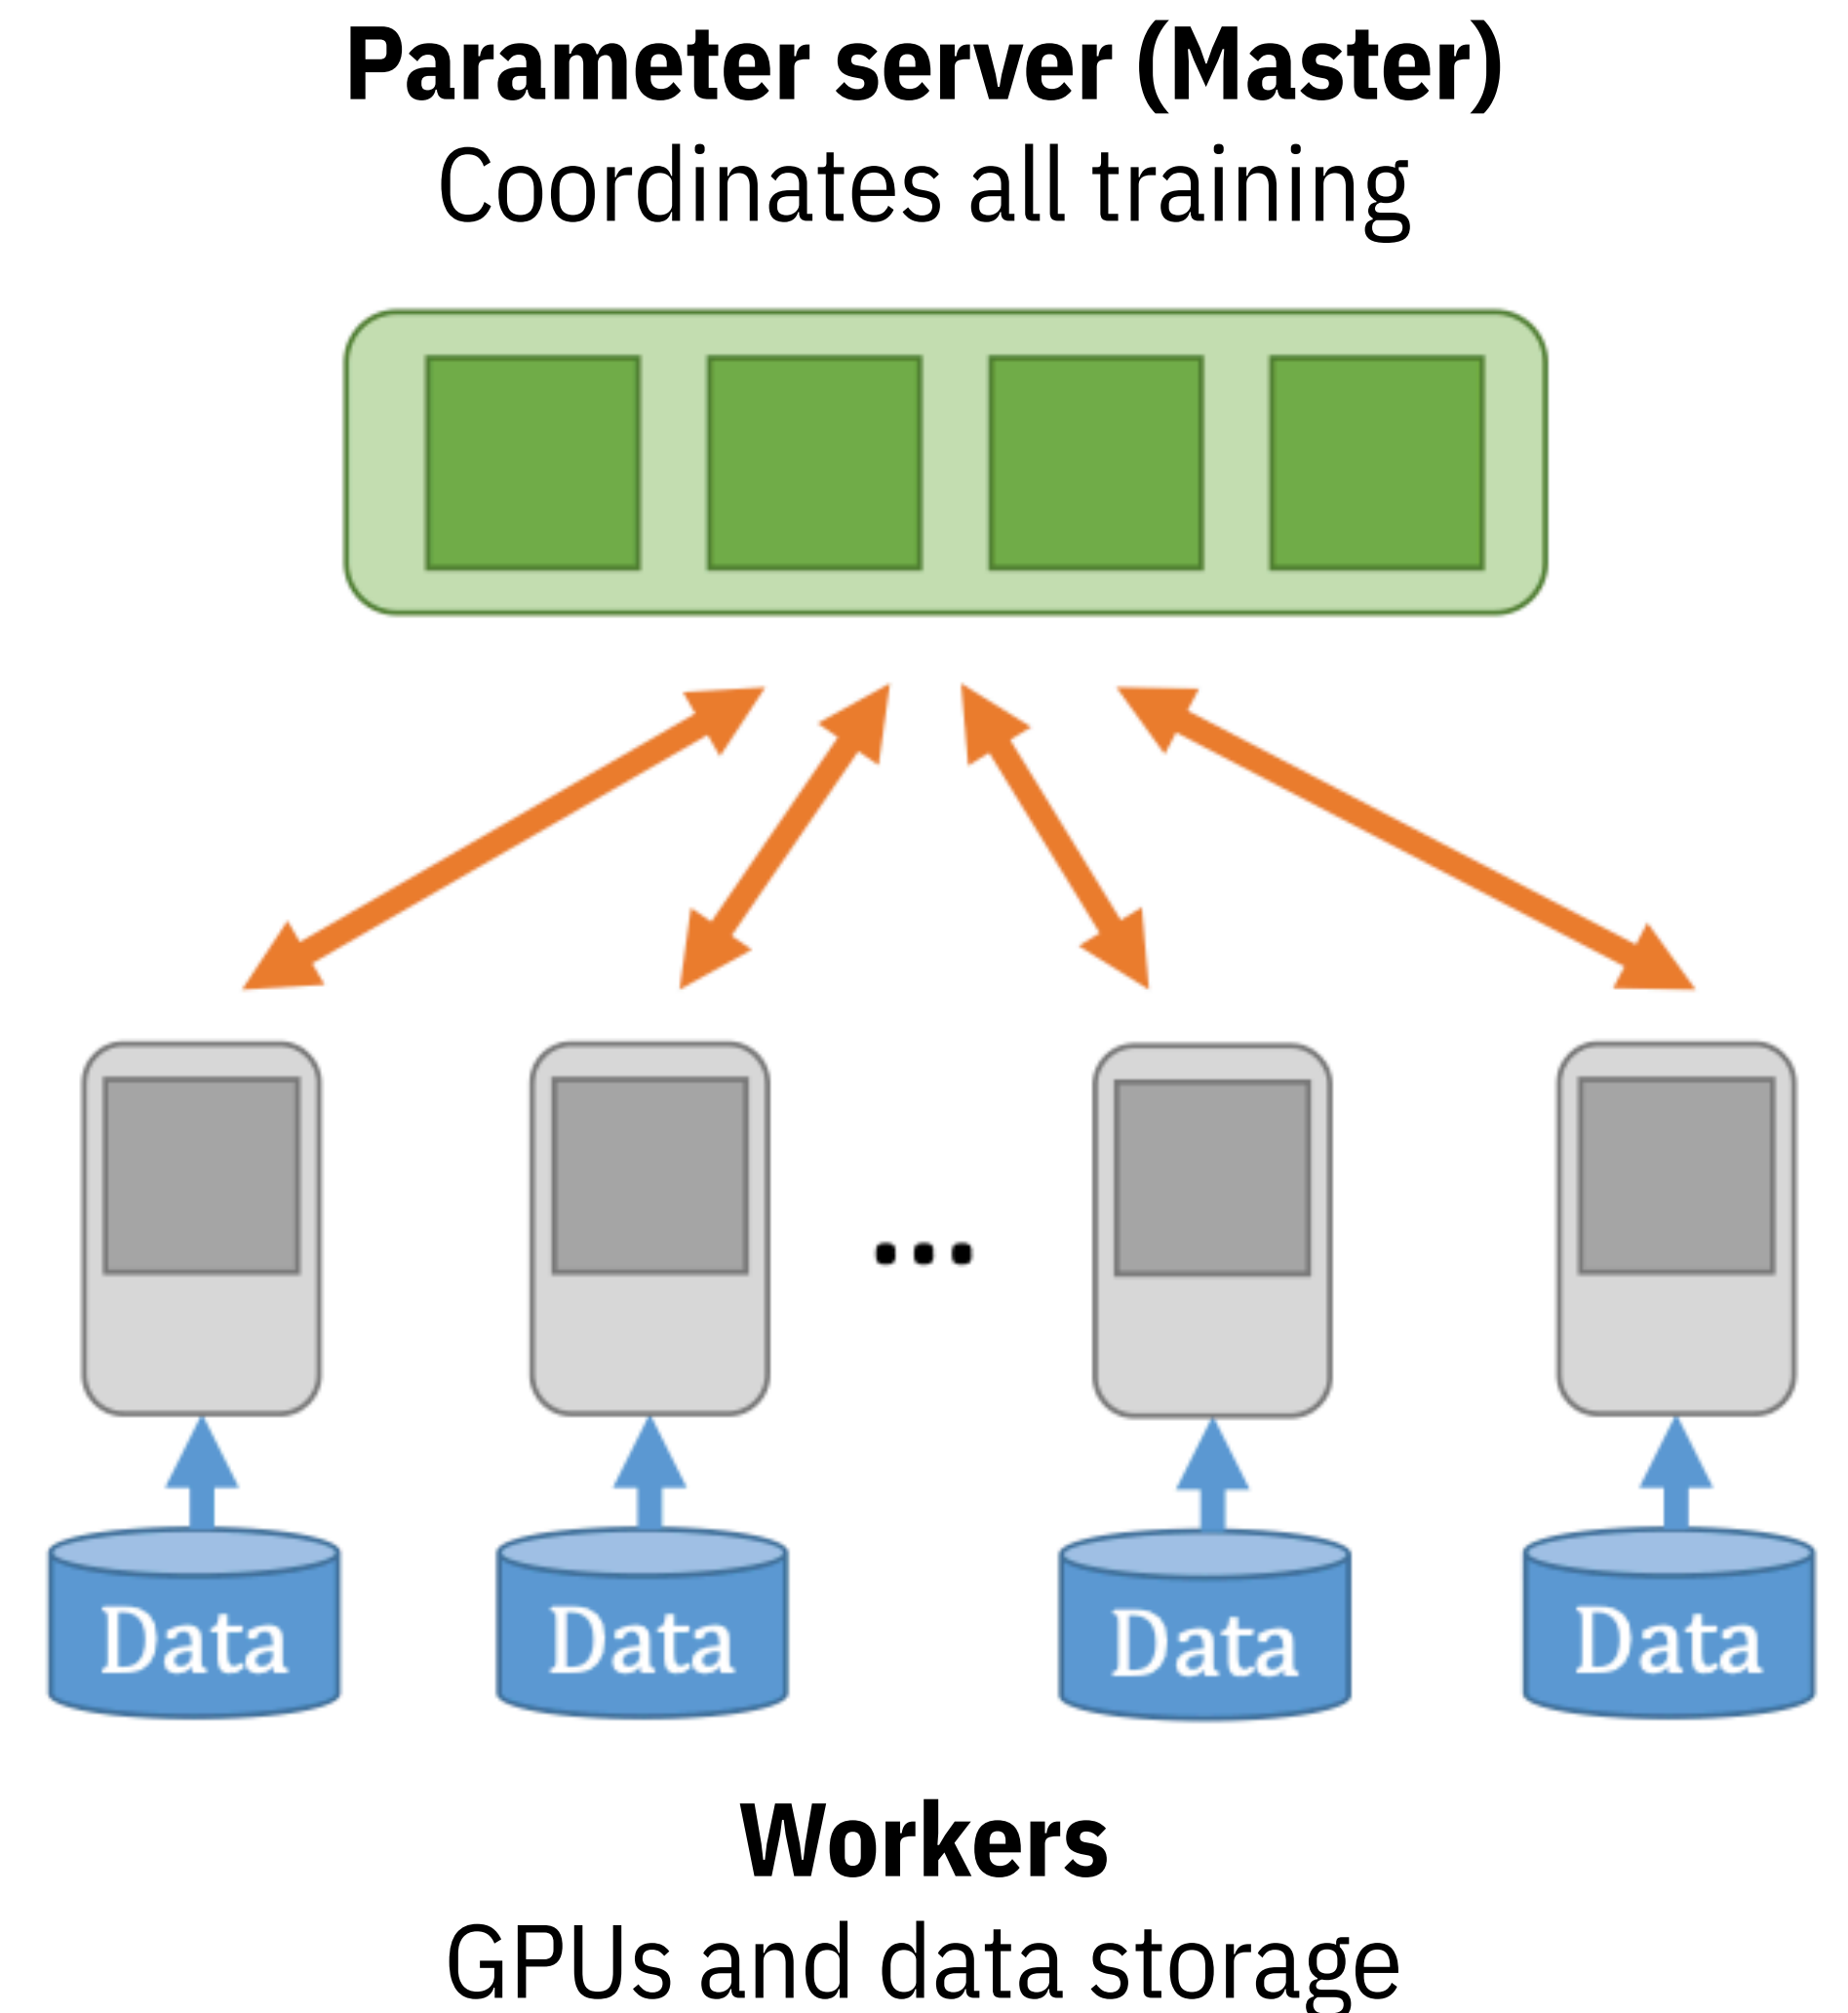 Parameter server (Master)
Coordinates all training
...
Data Data Data Data
Workers
GPUs and data storage